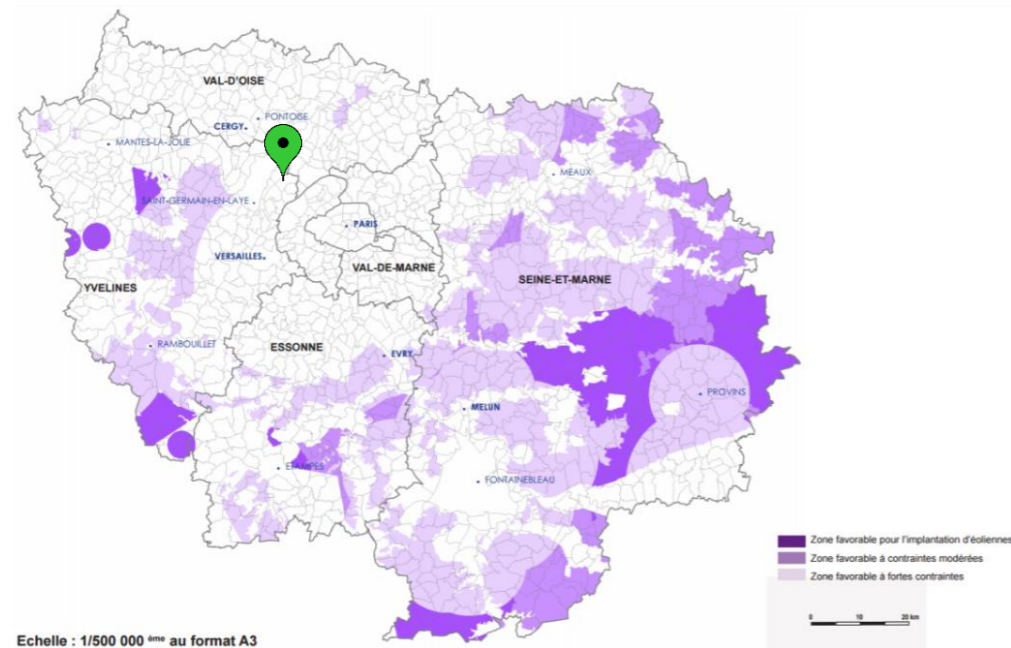 VAL-D'OISE
PONTOISE
CERGY
MANTES-LA-JOLIE
MEAUX
SAINT-GERMAIN-EN-LAYE
PARIS
VERSAILLES
VAL-DE-MARNE
SEINE-ET-MARNE
YVELINES
RAMBOUILLET
ESSONNE
EVRY
PROVINS
MELUN
ETAMPES
FONTAINEBLEAU
Zone favorable pour l'implantation d'éoliennes
Zone favorable à contraintes modérées
Zone favorable à fortes contraintes
0 10 20 km
Echelle : 1/500 000 ème au format A3